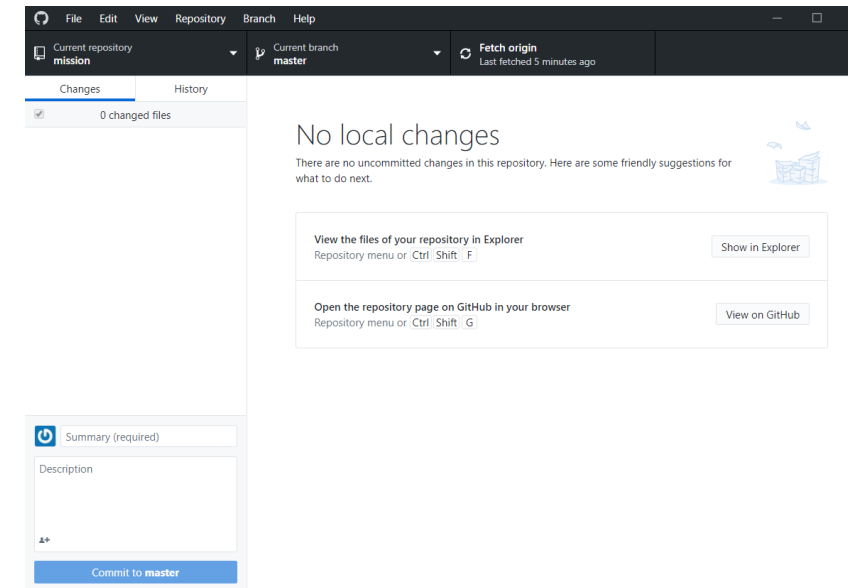 File Edit View Repository Branch Help
Current repository
mission
Current branch
master
Fetch origin
Last fetched 5 minutes ago
Changes History
0 changed files
No local changes
There are no uncommitted changes in this repository. Here are some friendly suggestions for
what to do next.
View the files of your repository in Explorer
Repository menu or Ctrl Shift F
Show in Explorer
Open the repository page on GitHub in your browser
Repository menu or Ctrl Shift G
View on GitHub
Summary (required)
Description
Commit to master